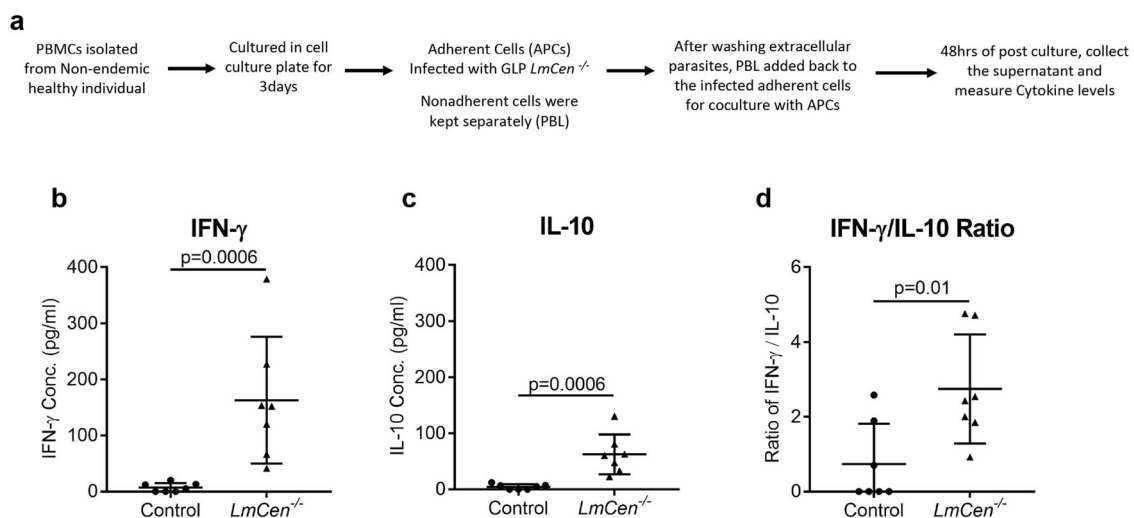 a
PBMCs isolated
from Non-endemic
healthy individual
Cultured in cell
culture plate for
3days
Adherent Cells (APCs)
Infected with GLP LmCen -/-
Nonadherent cells were
kept separately (PBL)
After washing extracellular
parasites, PBL added back to
the infected adherent cells
for coculture with APCs
48hrs of post culture, collect
the supernatant and
measure Cytokine levels
b
IFN-γ
p=0.0006
IFN-γ Conc. (pg/ml)
400
300
200
100
0
Control
LmCen-/-
c
IL-10
p=0.0006
IL-10 Conc. (pg/ml)
400
300
200
100
0
Control
LmCen-/-
d
IFN-γ/IL-10 Ratio
p=0.01
Ratio of IFN-γ / IL-10
6
4
2
0
Control
LmCen-/-